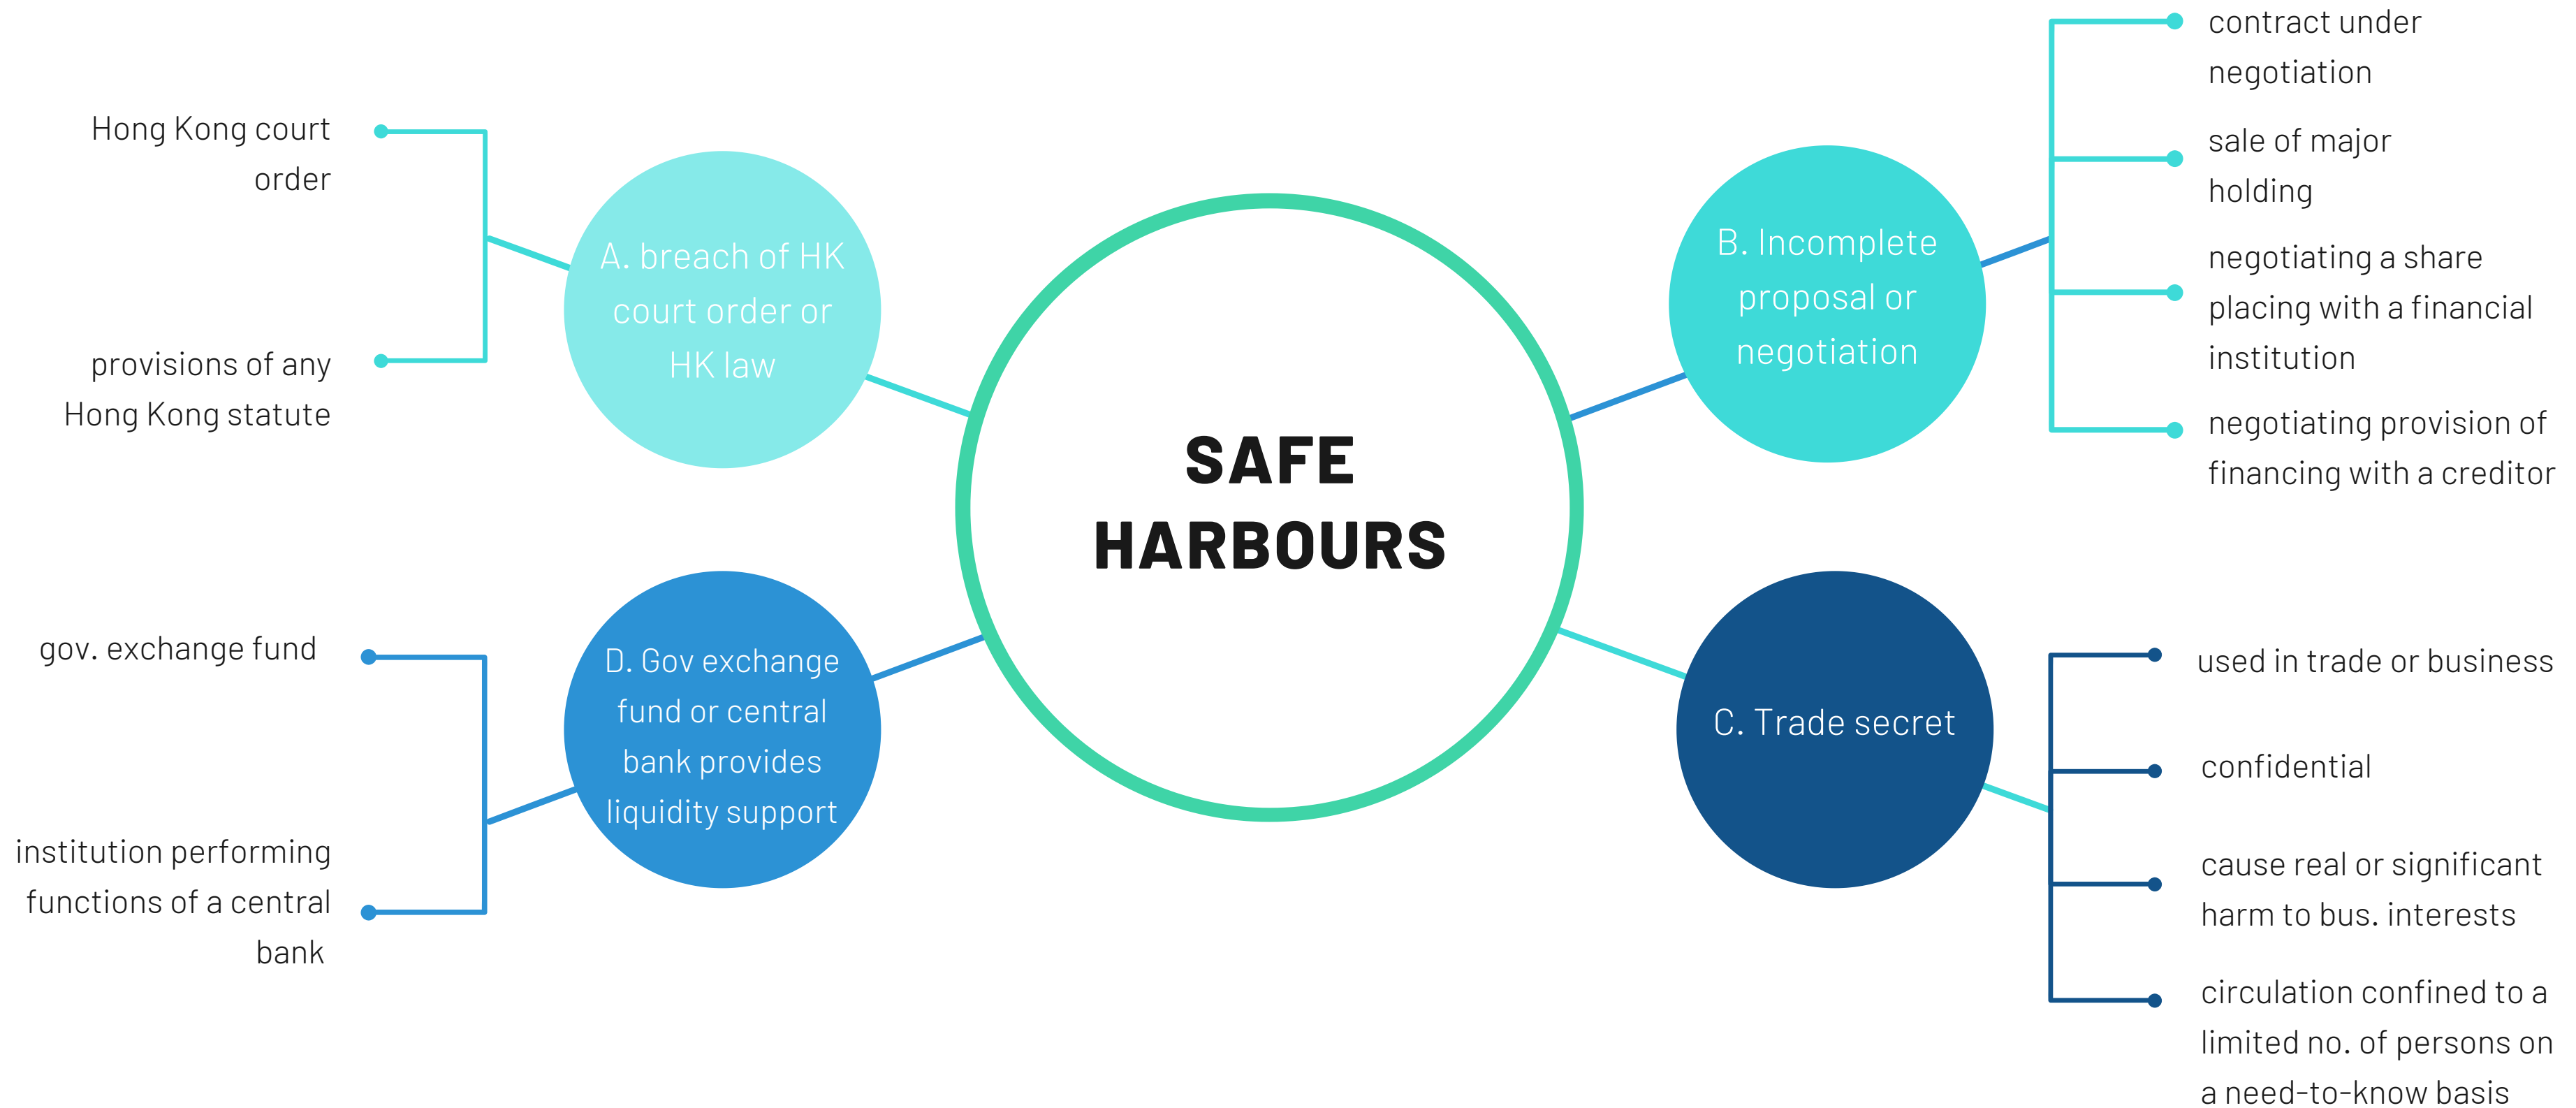 SAFE
HARBOURS
A. breach of HK
court order or
HK law
Hong Kong court
order
provisions of any
Hong Kong statute
B. Incomplete
proposal or
negotiation
contract under
negotiation
sale of major
holding
negotiating a share
placing with a financial
institution
negotiating provision of
financing with a creditor
C. Trade secret
used in trade or business
confidential
cause real or significant
harm to bus. interests
circulation confined to a
limited no. of persons on
a need-to-know basis
D. Gov exchange
fund or central
bank provides
liquidity support
gov. exchange fund
institution performing
functions of a central
bank